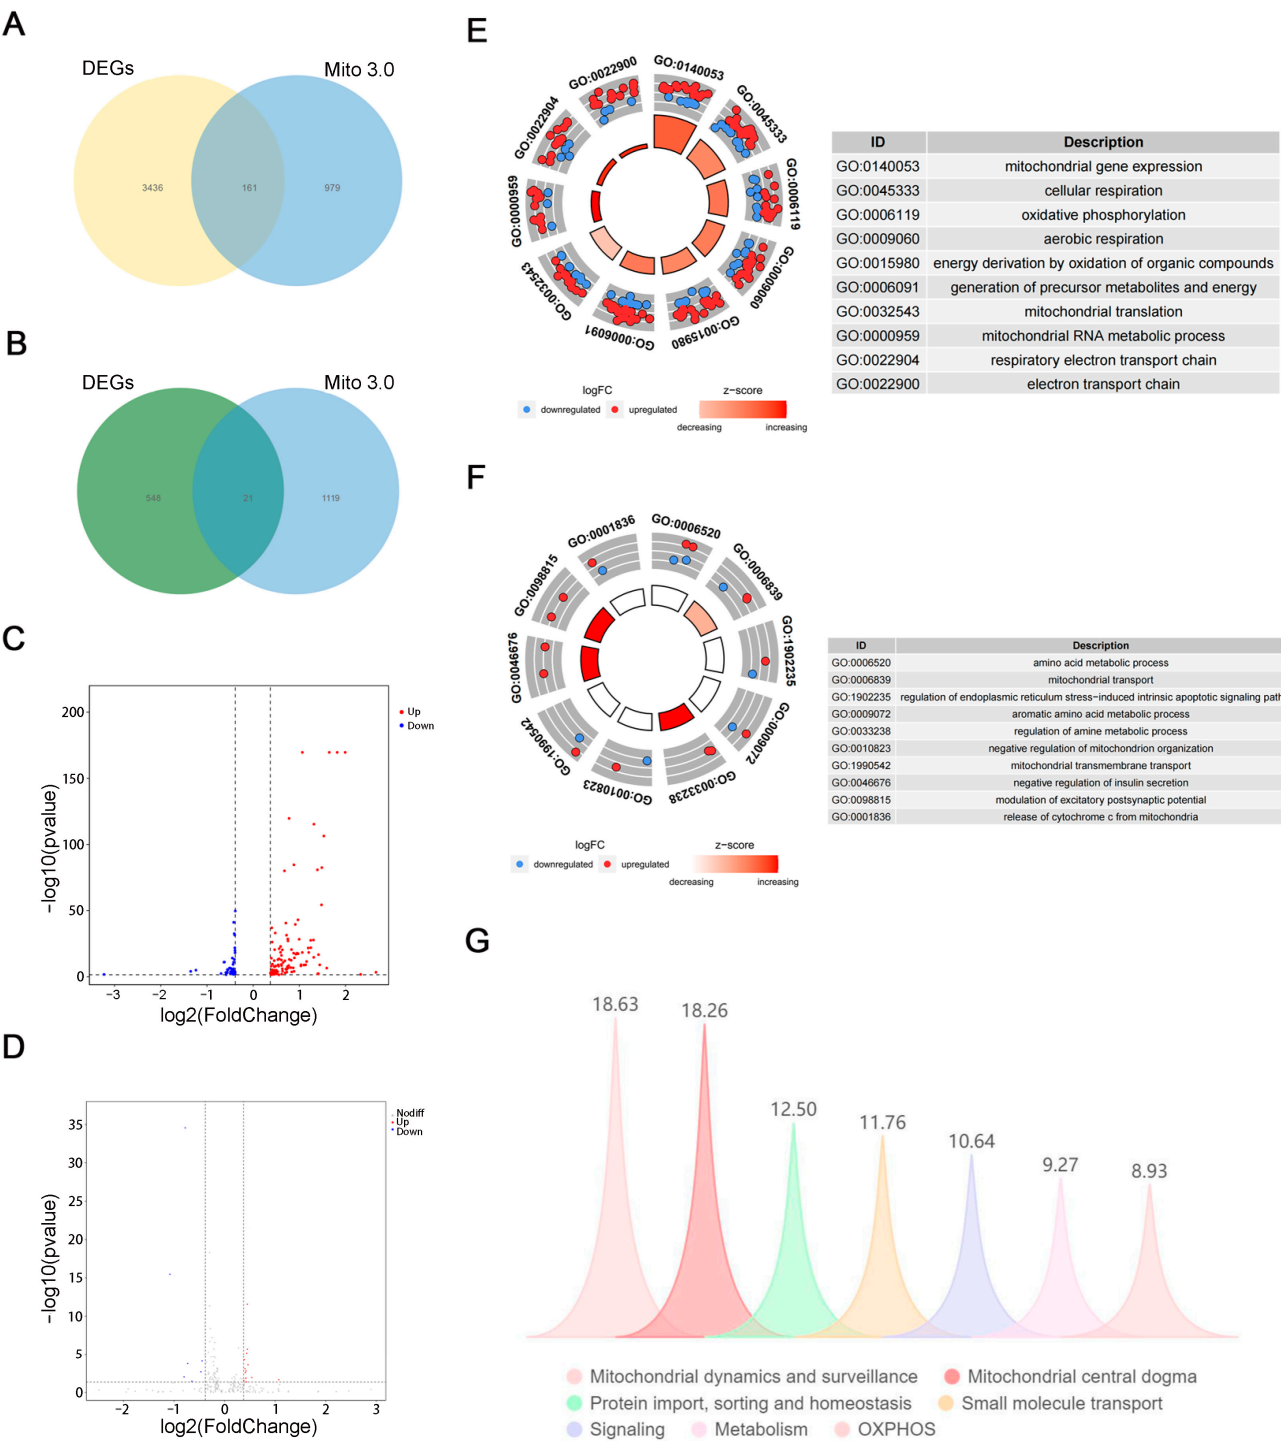 A
DEGs
Mito 3.0
3436
161
979
B
DEGs
Mito 3.0
548
21
1119
C
200
150
100
50
0
−3
−2
−1
0
1
2
−log10(pvalue)
log2(FoldChange)
Up
Down
D
35
30
25
20
15
10
5
0
−2
−1
0
1
2
3
−log10(pvalue)
log2(FoldChange)
Nodiff
Up
Down
E
GO:0140053
GO:0045333
GO:0006119
GO:0009060
GO:0015980
GO:0006091
GO:0032543
GO:0000959
GO:0022904
GO:0022900
logFC
downregulated
upregulated
z−score
decreasing
increasing
ID Description
GO:0140053 mitochondrial gene expression
GO:0045333 cellular respiration
GO:0006119 oxidative phosphorylation
GO:0009060 aerobic respiration
GO:0015980 energy derivation by oxidation of organic compounds
GO:0006091 generation of precursor metabolites and energy
GO:0032543 mitochondrial translation
GO:0000959 mitochondrial RNA metabolic process
GO:0022904 respiratory electron transport chain
GO:0022900 electron transport chain
F
GO:0006520
GO:0006839
GO:1902235
GO:0009072
GO:0033238
GO:0010823
GO:1990542
GO:0046676
GO:0098815
GO:0001836
logFC
downregulated
upregulated
z−score
decreasing
increasing
ID Description
GO:0006520 amino acid metabolic process
GO:0006839 mitochondrial transport
GO:1902235 regulation of endoplasmic reticulum stress−induced intrinsic apoptotic signaling path
GO:0009072 aromatic amino acid metabolic process
GO:0033238 regulation of amine metabolic process
GO:0010823 negative regulation of mitochondrion organization
GO:1990542 mitochondrial transmembrane transport
GO:0046676 negative regulation of insulin secretion
GO:0098815 modulation of excitatory postsynaptic potential
GO:0001836 release of cytochrome c from mitochondria
G
18.63
18.26
12.50
11.76
10.64
9.27
8.93
Mitochondrial dynamics and surveillance
Mitochondrial central dogma
Protein import, sorting and homeostasis
Small molecule transport
Signaling
Metabolism
OXPHOS